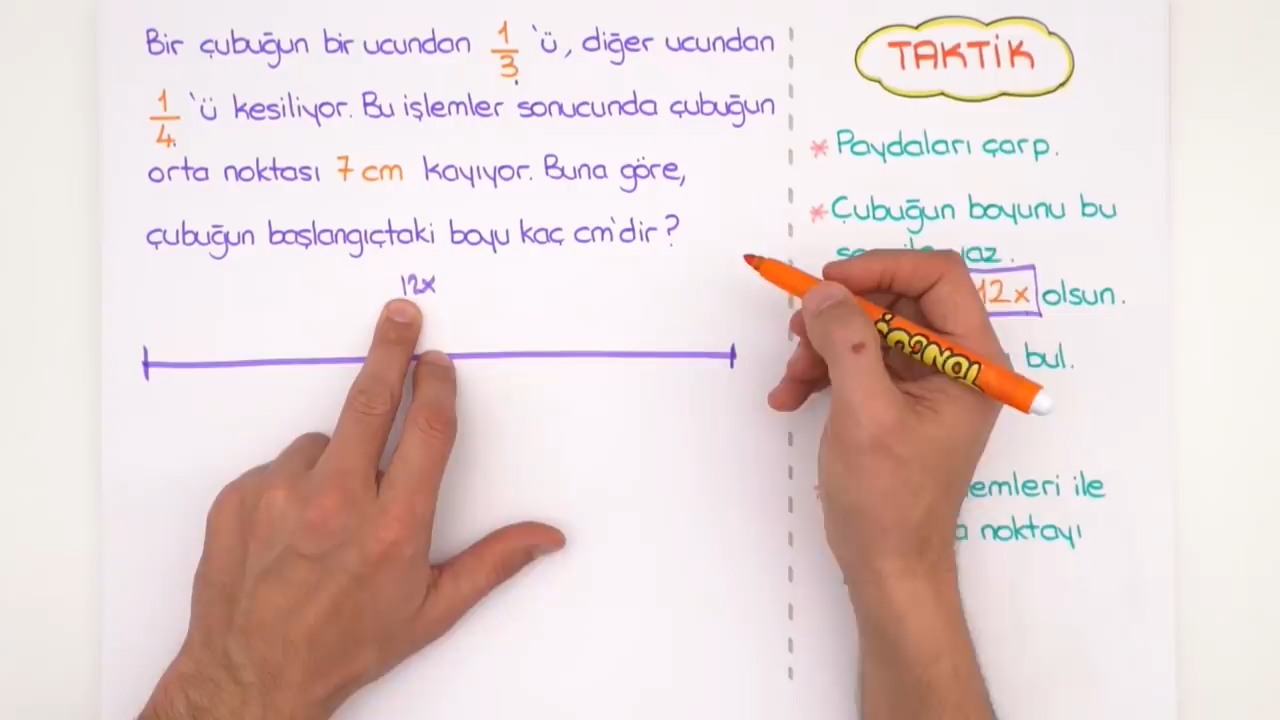 Bir çubuğun bir ucundan 1/3 'ü, diğer ucundan
1/4 'ü kesiliyor. Bu işlemler sonucunda çubuğun
orta noktası 7 cm kayıyor. Buna göre,
çubuğun başlangıçtaki boyu kaç cm'dir?
12x
TAKTİK
* Paydaları çarp.
* Çubuğun boyunu bu
yaz.
12x olsun.
bul.
noktayı